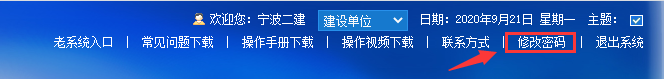 欢迎您：宁波二建 建设单位 日期：2020年9月21日 星期一 主题：
老系统入口 | 常见问题下载 | 操作手册下载 | 操作视频下载 | 联系方式 | 修改密码 | 退出系统